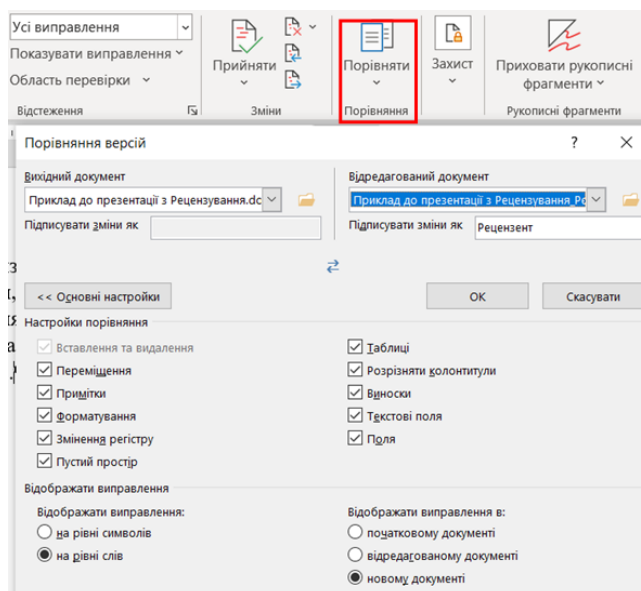 Усі виправлення
Показувати виправлення
Область перевірки
Відстеження
Прийняти
Зміни
Порівняти
Порівняння
Захист
Приховати рукописні
фрагменти
Рукописні фрагменти
Порівняння версій ? ×
Вихідний документ
Приклад до презентації з Рецензування.dc
Підписувати зміни як
Відредагований документ
Приклад до презентації з Рецензування_Ре
Підписувати зміни як Рецензент
<< Основні настройки
ОК
Скасувати
Настройки порівняння
Вставлення та видалення
Переміщення
Примітки
Форматування
Змінення регістру
Пустий простір
Таблиці
Розрізняти колонтитули
Виноски
Текстові поля
Поля
Відображати виправлення
Відображати виправлення:
на рівні символів
на рівні слів
Відображати виправлення в:
початковому документі
відредагованому документі
новому документі